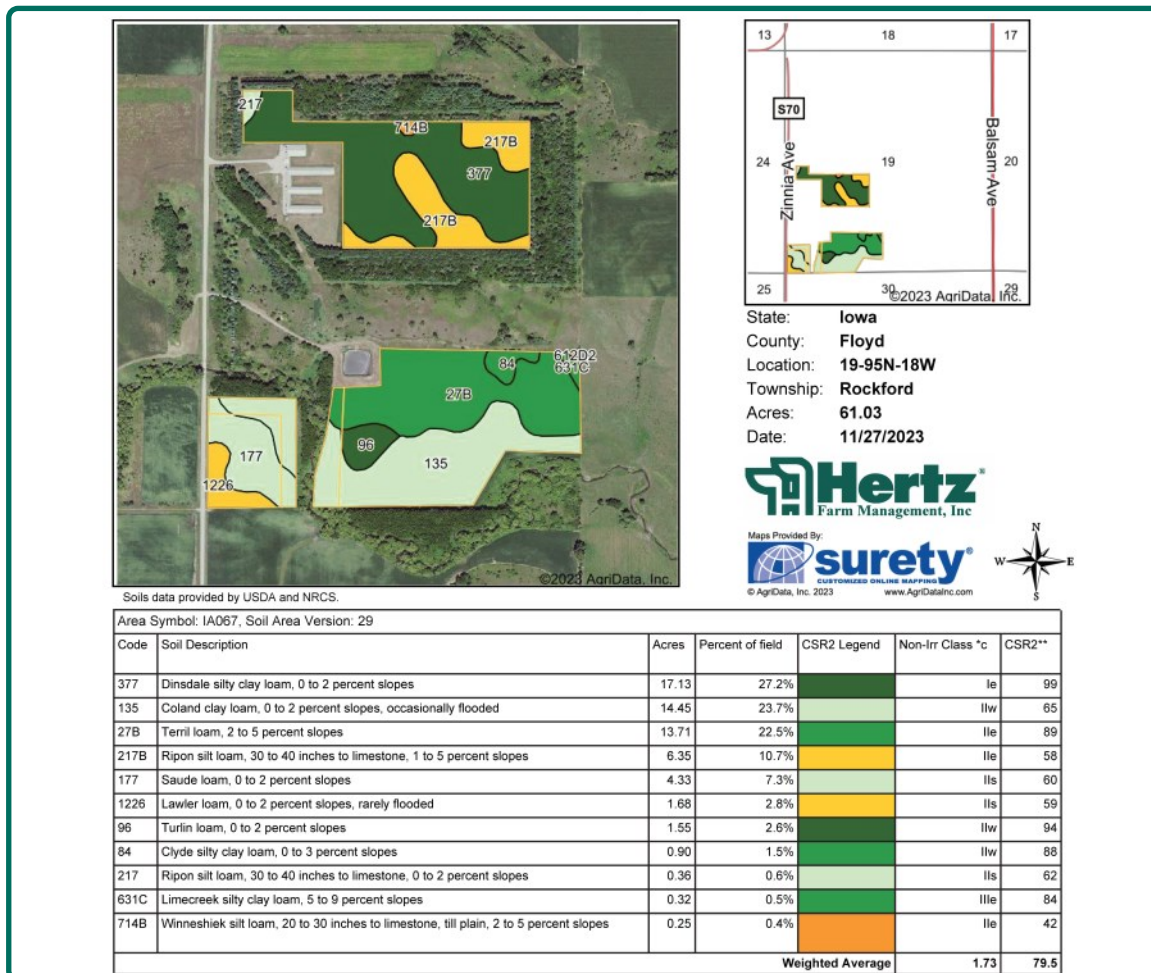 217
714B
217B
377
217B
84
612D2
631C
27B
96
135
177
1226
©2023 AgriData, Inc.
Soils data provided by USDA and NRCS.
13
18
17
S70
24
19
20
Zinnia Ave
Balsam-Ave
25
30
29
©2023 AgriData, Inc.
State: Iowa
County: Floyd
Location: 19-95N-18W
Township: Rockford
Acres: 61.03
Date: 11/27/2023
Hertz®
Farm Management, Inc
Maps Provided By:
surety®
CUSTOMIZED ONLINE MAPPING
© AgriData, Inc. 2023 www.AgriDataInc.com
N
W E
S
Area Symbol: IA067, Soil Area Version: 29
Code Soil Description Acres Percent of field CSR2 Legend Non-Irr Class *c CSR2**
377 Dinsdale silty clay loam, 0 to 2 percent slopes 17.13 27.2% Ie 99
135 Coland clay loam, 0 to 2 percent slopes, occasionally flooded 14.45 23.7% IIw 65
27B Terril loam, 2 to 5 percent slopes 13.71 22.5% IIe 89
217B Ripon silt loam, 30 to 40 inches to limestone, 1 to 5 percent slopes 6.35 10.7% IIe 58
177 Saude loam, 0 to 2 percent slopes 4.33 7.3% IIs 60
1226 Lawler loam, 0 to 2 percent slopes, rarely flooded 1.68 2.8% IIs 59
96 Turlin loam, 0 to 2 percent slopes 1.55 2.6% IIw 94
84 Clyde silty clay loam, 0 to 3 percent slopes 0.90 1.5% IIw 88
217 Ripon silt loam, 30 to 40 inches to limestone, 0 to 2 percent slopes 0.36 0.6% IIs 62
631C Limecreek silty clay loam, 5 to 9 percent slopes 0.32 0.5% IIIe 84
714B Winneshiek silt loam, 20 to 30 inches to limestone, till plain, 2 to 5 percent slopes 0.25 0.4% IIe 42
Weighted Average 1.73 79.5